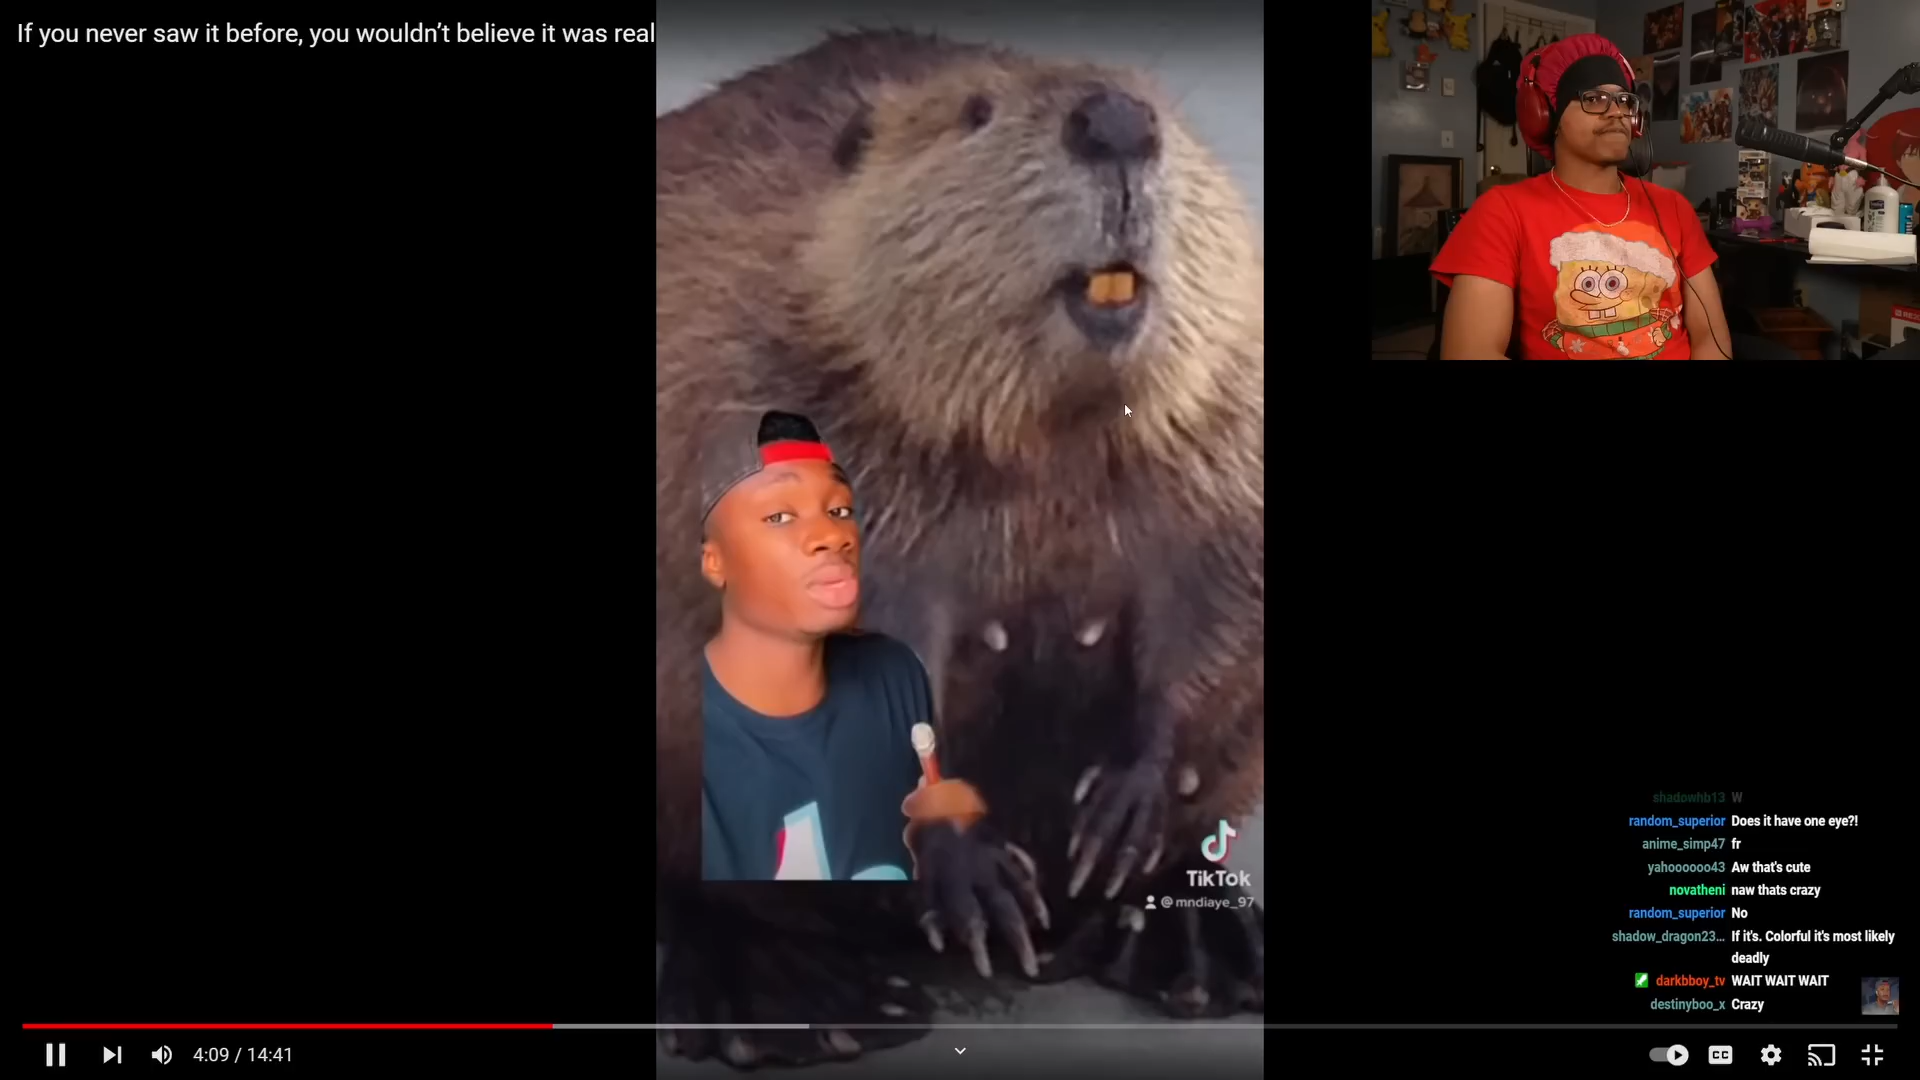 If you never saw it before, you wouldn’t believe it was real
TikTok
@mndiaye_97
shadowhb13 W
random_superior Does it have one eye?!
anime_simp47 fr
yahoooooo43 Aw that's cute
novatheni naw thats crazy
random_superior No
shadow_dragon23... If it's. Colorful it's most likely
deadly
darkbboy_tv WAIT WAIT WAIT
destinyboo_x Crazy
4:09 / 14:41
CC